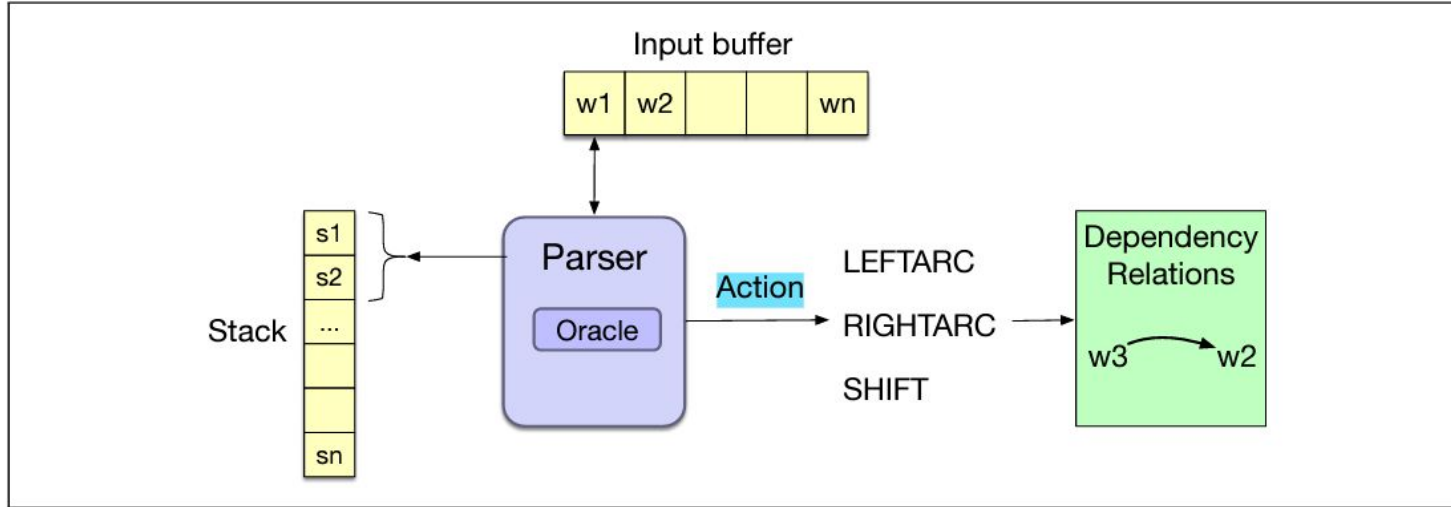 Input buffer
w1 w2 wn
s1
s2
...
sn
Stack
Parser
Oracle
Action
LEFTARC
RIGHTARC
SHIFT
Dependency
Relations
w3 w2